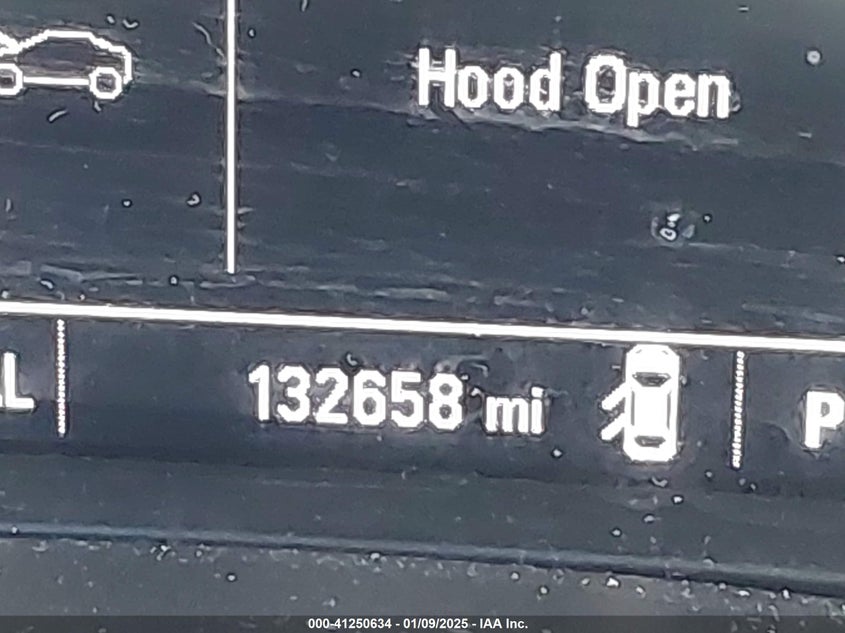 Hood Open
132658 mi
P
000-41250634 - 01/09/2025 - IAA Inc.